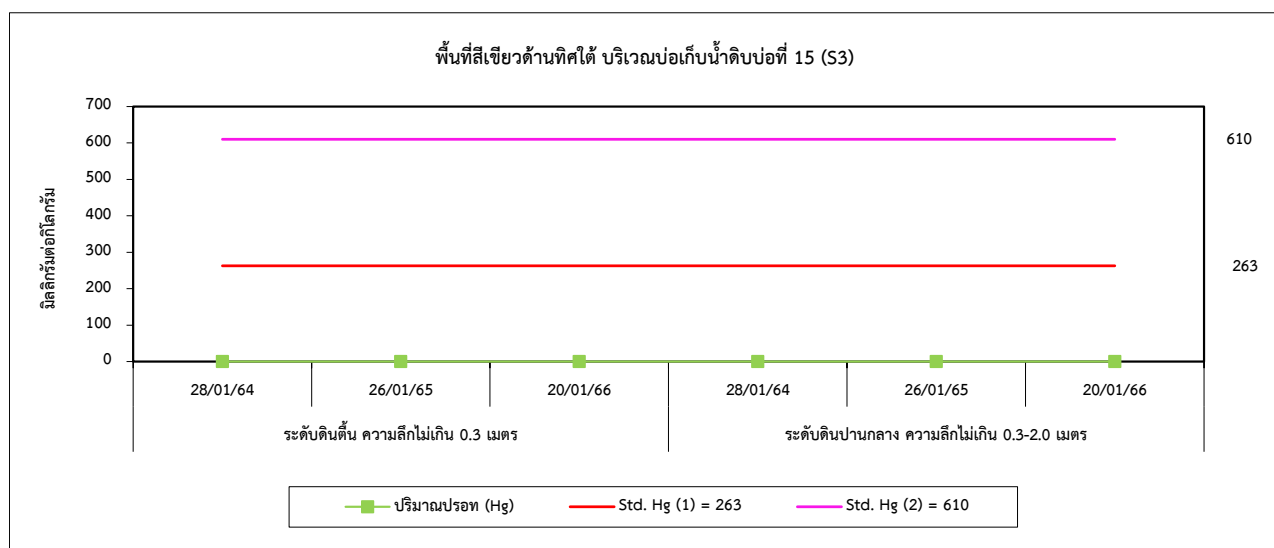 พื้นที่สีเขียวด้านทิศใต้ บริเวณบ่อเก็บน้ำดิบบ่อที่ 15 (S3)
มิลลิกรัมต่อกิโลกรัม
700
600
500
400
300
200
100
0
610
263
28/01/64 26/01/65 20/01/66 28/01/64 26/01/65 20/01/66
ระดับดินตื้น ความลึกไม่เกิน 0.3 เมตร ระดับดินปานกลาง ความลึกไม่เกิน 0.3-2.0 เมตร
ปริมาณปรอท (Hg) Std. Hg (1) = 263 Std. Hg (2) = 610